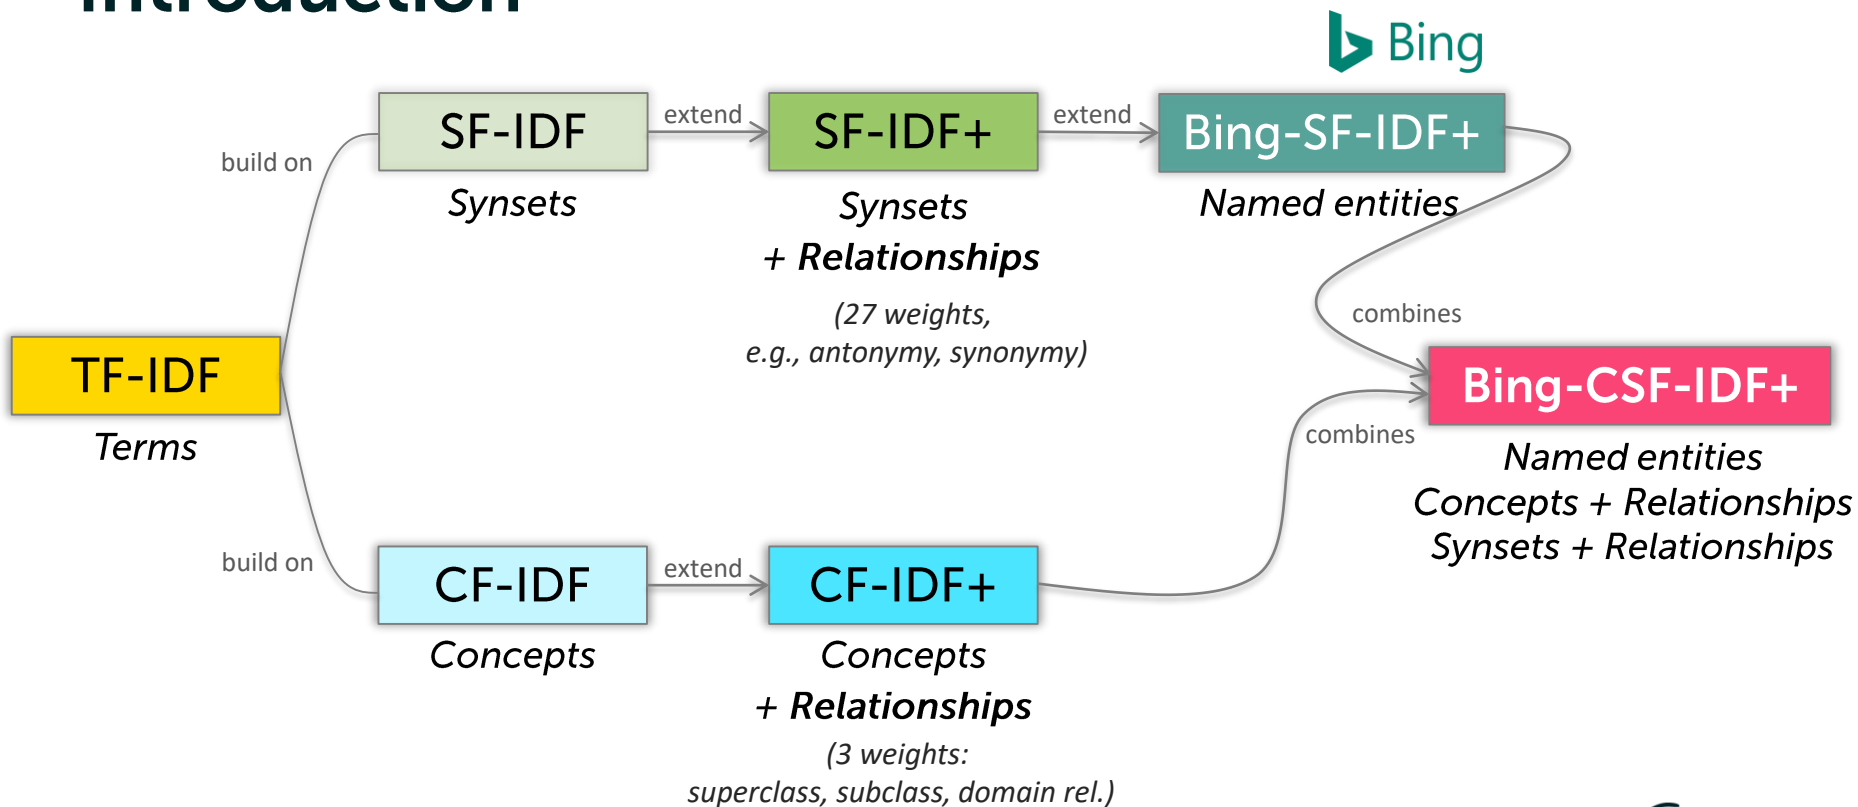 Introduction
Bing
SF-IDF
extend
SF-IDF+
extend
Bing-SF-IDF+
build on
Synsets
Synsets
+ Relationships
(27 weights,
e.g., antonymy, synonymy)
Named entities
combines
TF-IDF
Terms
Bing-CSF-IDF+
combines
Named entities
Concepts + Relationships
Synsets + Relationships
build on
CF-IDF
extend
CF-IDF+
Concepts
Concepts
+ Relationships
(3 weights:
superclass, subclass, domain rel.)